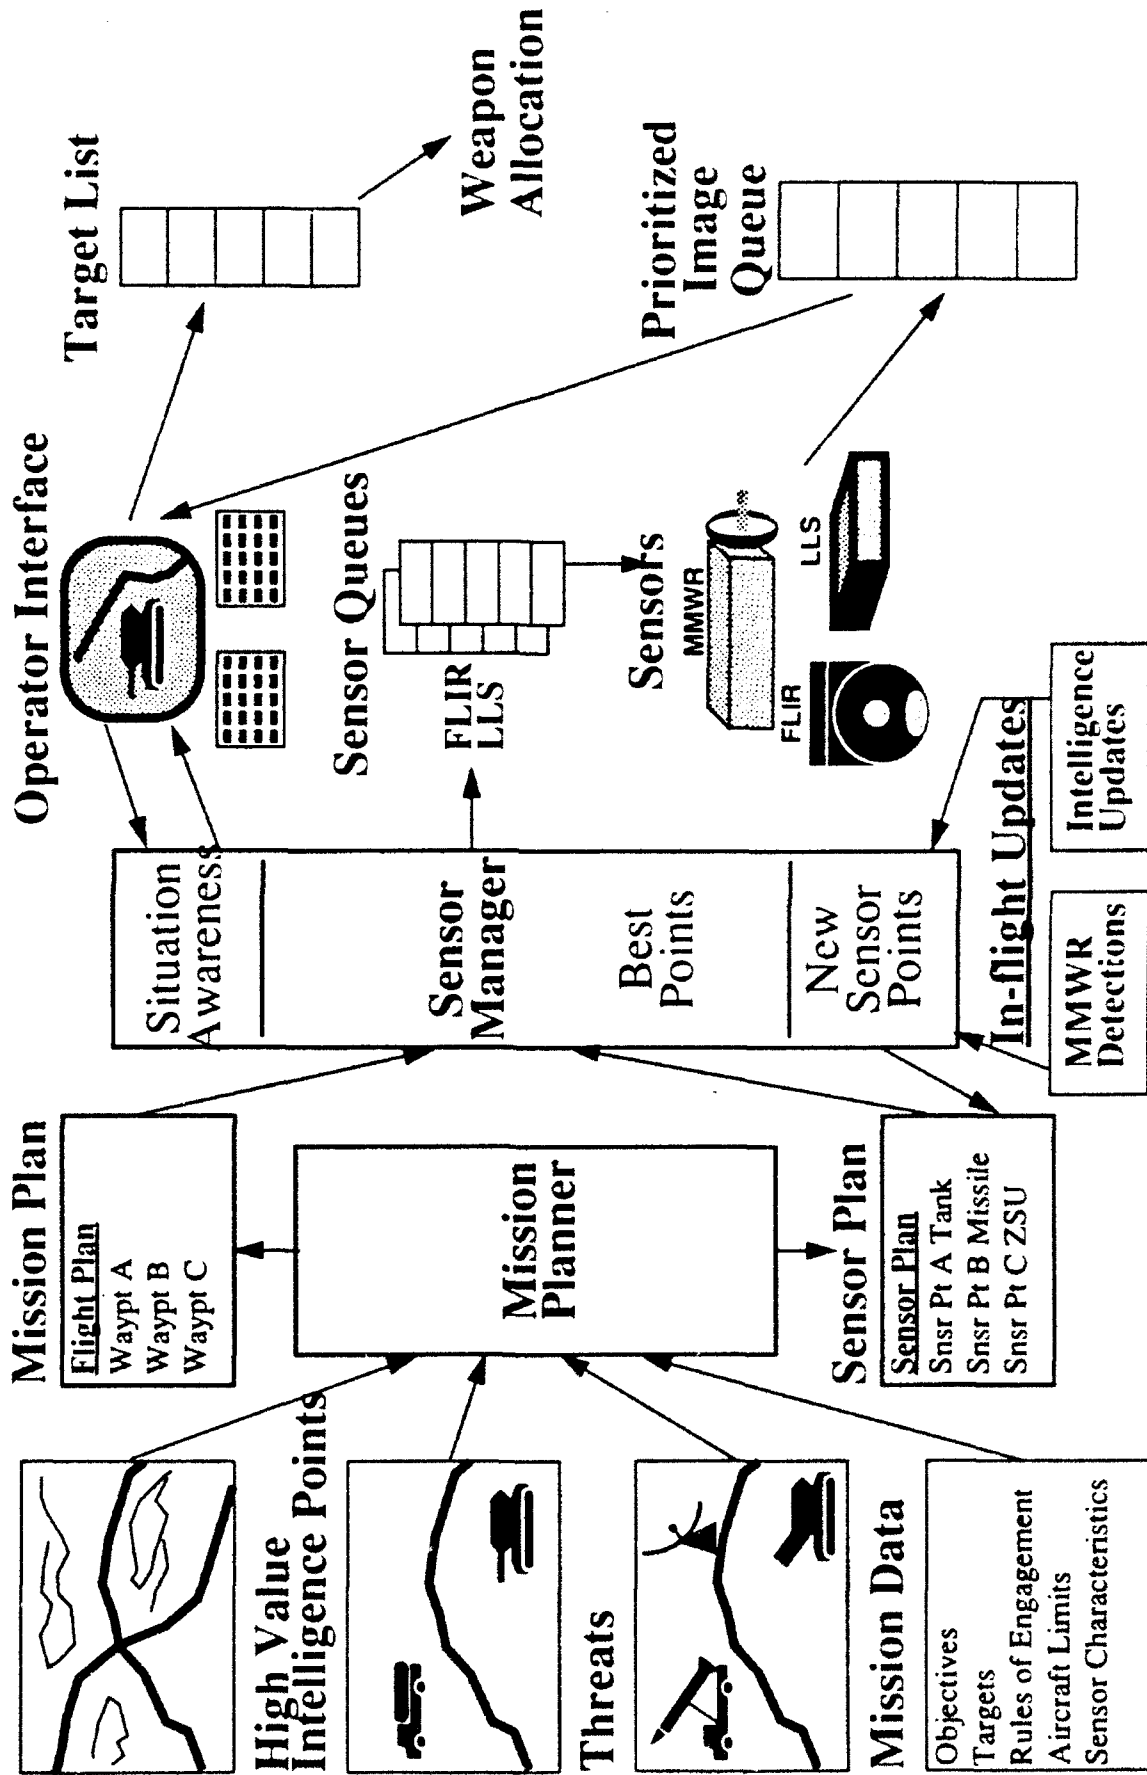 High Value
Intelligence Points
Threats
Mission Data
Objectives
Targets
Rules of Engagement
Aircraft Limits
Sensor Characteristics
Mission Plan
Flight Plan
Waypt A
Waypt B
Waypt C
Mission
Planner
Sensor Plan
Sensor Plan
Snsr Pt A Tank
Snsr Pt B Missile
Snsr Pt C ZSU
Situation
Awareness
Sensor
Manager
Best
Points
New
Sensor
Points
In-flight Updates
MMWR
Detections
Intelligence
Updates
Operator Interface
Sensor Queues
FLIR
LLS
Sensors
MMWR
FLIR
LLS
Target List
Weapon
Allocation
Prioritized
Image
Queue